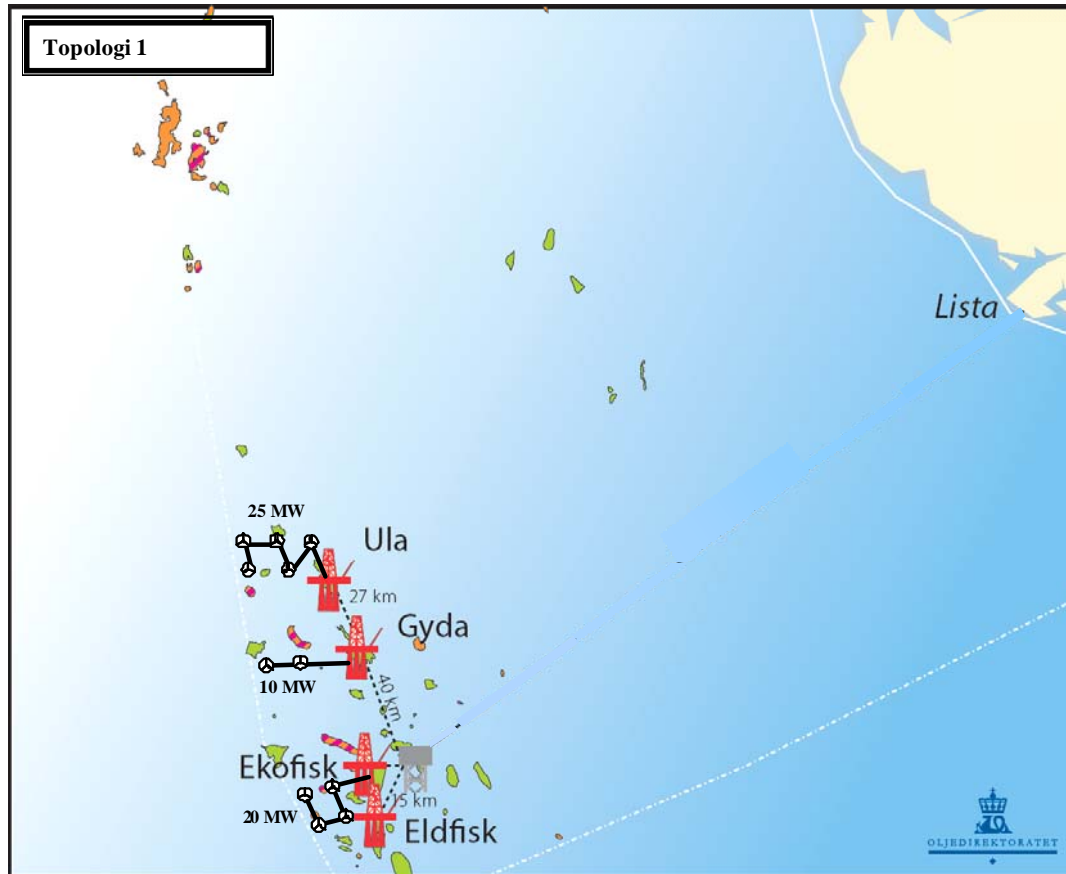 Topologi 1
Lista
25 MW
Ula
27 km
Gyda
10 MW
40 km
Ekofisk
15 km
20 MW
Eldfisk
OLJEDIREKTORATET